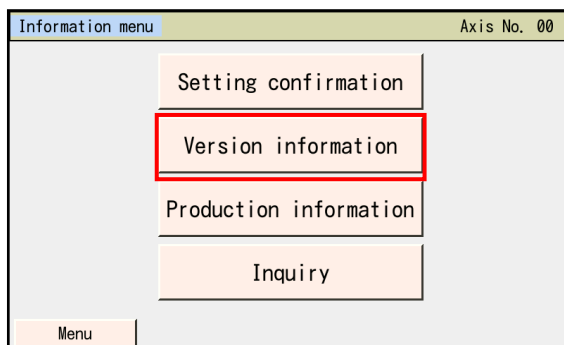 Information menu Axis No. 00
Setting confirmation
Version information
Production information
Inquiry
Menu